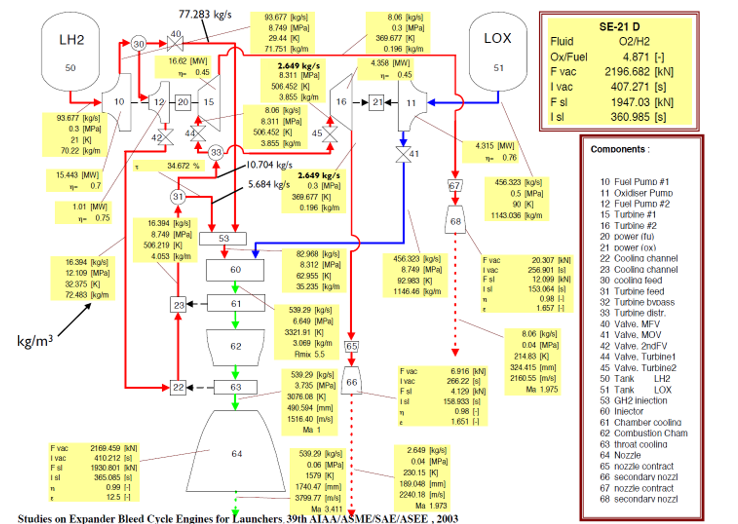 77.283 kg/s
LH2
50
LOX
51
93.677 [kg/s]
8.749 [MPa]
29.44 [K]
71.751 [kg/m
8.06 [kg/s]
0.3 [MPa]
369.677 [K]
0.196 [kg/m
SE-21 D
Fluid O2/H2
Ox/Fuel 4.871 [-]
F vac 2196.682 [kN]
I vac 407.271 [s]
F sl 1947.03 [kN]
I sl 360.985 [s]
40
30
16.62 [MW]
η= 0.45
2.649 kg/s
8.311 [MPa]
506.452 [K]
3.855 [kg/m
4.358 [MW]
η= 0.45
10
12
20
15
16
21
11
93.677 [kg/s]
0.3 [MPa]
21 [K]
70.22 [kg/m
8.06 [kg/s]
8.311 [MPa]
506.452 [K]
3.855 [kg/m
42
44
45
41
33
15.443 [MW]
η= 0.7
τ 34.672 %
10.704 kg/s
5.684 kg/s
2.649 kg/s
0.3 [MPa]
369.677 [K]
0.196 [kg/m
4.315 [MW]
η= 0.76
456.323 [kg/s]
0.5 [MPa]
90 [K]
1143.036 [kg/m
1.01 [MW]
η= 0.75
31
67
68
16.394 [kg/s]
8.749 [MPa]
506.219 [K]
4.053 [kg/m
53
60
16.394 [kg/s]
12.109 [MPa]
32.375 [K]
72.483 [kg/m
82.968 [kg/s]
8.312 [MPa]
62.955 [K]
35.235 [kg/m
456.323 [kg/s]
8.749 [MPa]
92.983 [K]
1146.46 [kg/m
F vac 20.307 [kN]
I vac 256.901 [s]
F sl 12.099 [kN]
I sl 153.064 [s]
η 0.98 [-]
ε 1.657 [-]
kg/m3
23
61
62
539.29 [kg/s]
6.649 [MPa]
3321.91 [K]
3.069 [kg/m
Rmix 5.5
65
66
8.06 [kg/s]
0.04 [MPa]
214.83 [K]
324.415 [mm]
2160.55 [m/s]
Ma 1.975
22
63
539.29 [kg/s]
3.735 [MPa]
3076.08 [K]
490.594 [mm]
1516.40 [m/s]
Ma 1
F vac 6.916 [kN]
I vac 266.22 [s]
F sl 4.129 [kN]
I sl 158.933 [s]
η 0.98 [-]
ε 1.651 [-]
64
F vac 2169.459 [kN]
I vac 410.212 [s]
F sl 1930.801 [kN]
I sl 365.085 [s]
η 0.99 [-]
ε 12.5 [-]
539.29 [kg/s]
0.06 [MPa]
1579 [K]
1740.47 [mm]
3799.77 [m/s]
Ma 3.411
2.649 [kg/s]
0.04 [MPa]
230.15 [K]
189.048 [mm]
2240.18 [m/s]
Ma 1.973
Components :
10 Fuel Pump #1
11 Oxidiser Pump
12 Fuel Pump #2
15 Turbine #1
16 Turbine #2
20 power (fu)
21 power (ox)
22 Cooling channel
23 Cooling channel
30 cooling feed
31 Turbine feed
32 Turbine bypass
33 Turbine distr.
40 Valve. MFV
41 Valve, MOV
42 Valve. 2ndFV
44 Valve. Turbine1
45 Valve. Turbine2
50 Tank LH2
51 Tank LOX
53 GH2 injection
60 Injector
61 Chamber cooling
62 Combustion Cham
63 throat cooling
64 Nozzle
65 nozzle contract
66 secondary nozzl
67 nozzle contract
68 secondary nozzl
Studies on Expander Bleed Cycle Engines for Launchers, 39th AIAA/ASME/SAE/ASEE , 2003